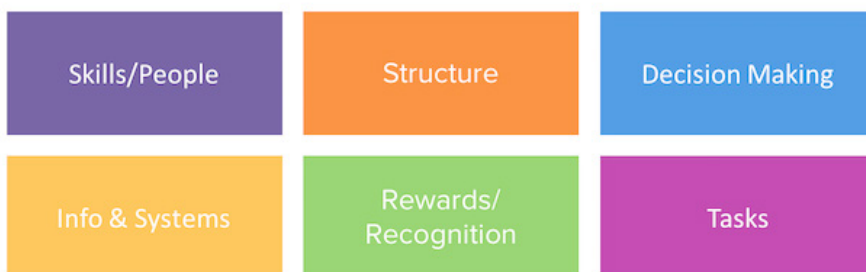 Skills/People
Structure
Decision Making
Info & Systems
Rewards/
Recognition
Tasks